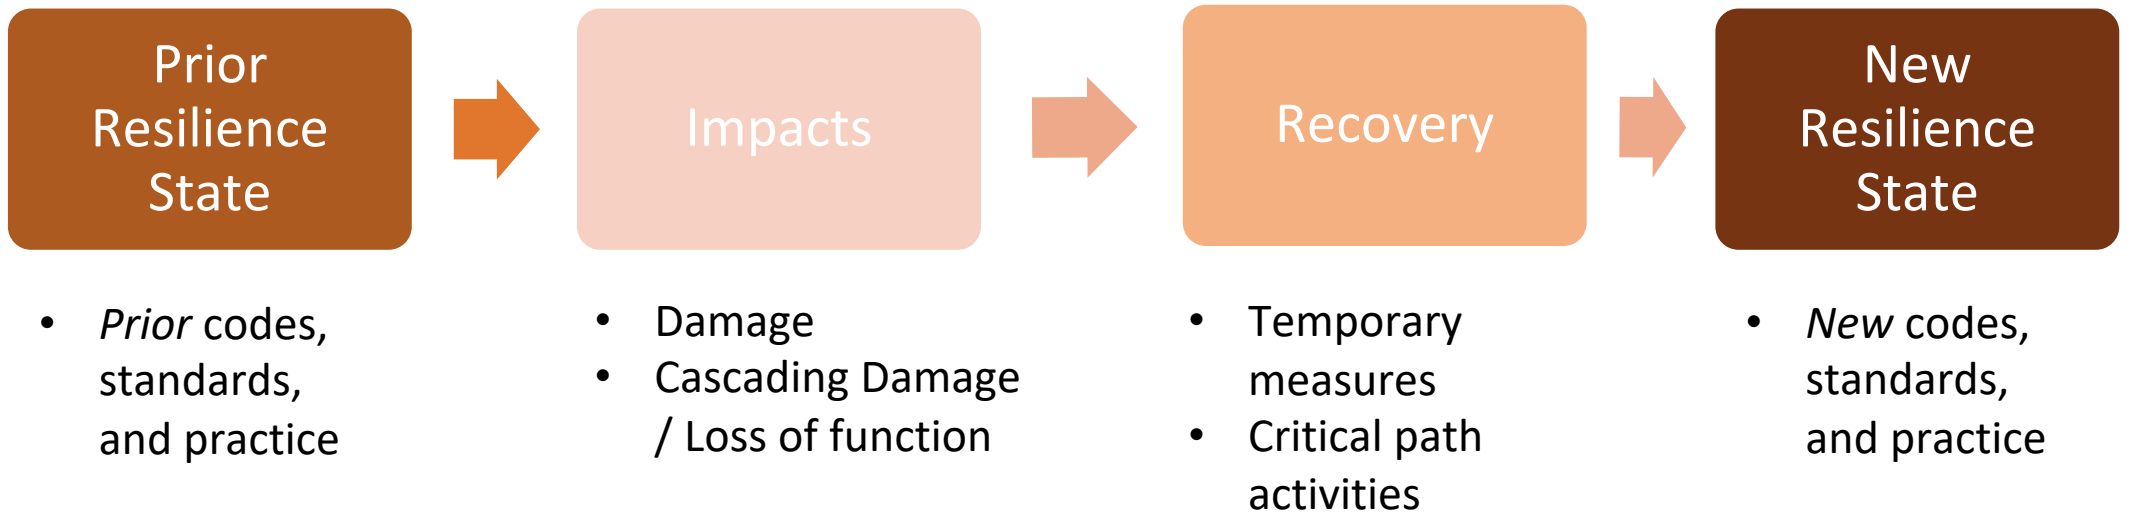 Prior
Resilience
State
• Prior codes,
standards,
and practice
Impacts
• Damage
• Cascading Damage
/ Loss of function
Recovery
• Temporary
measures
• Critical path
activities
New
Resilience
State
• New codes,
standards,
and practice